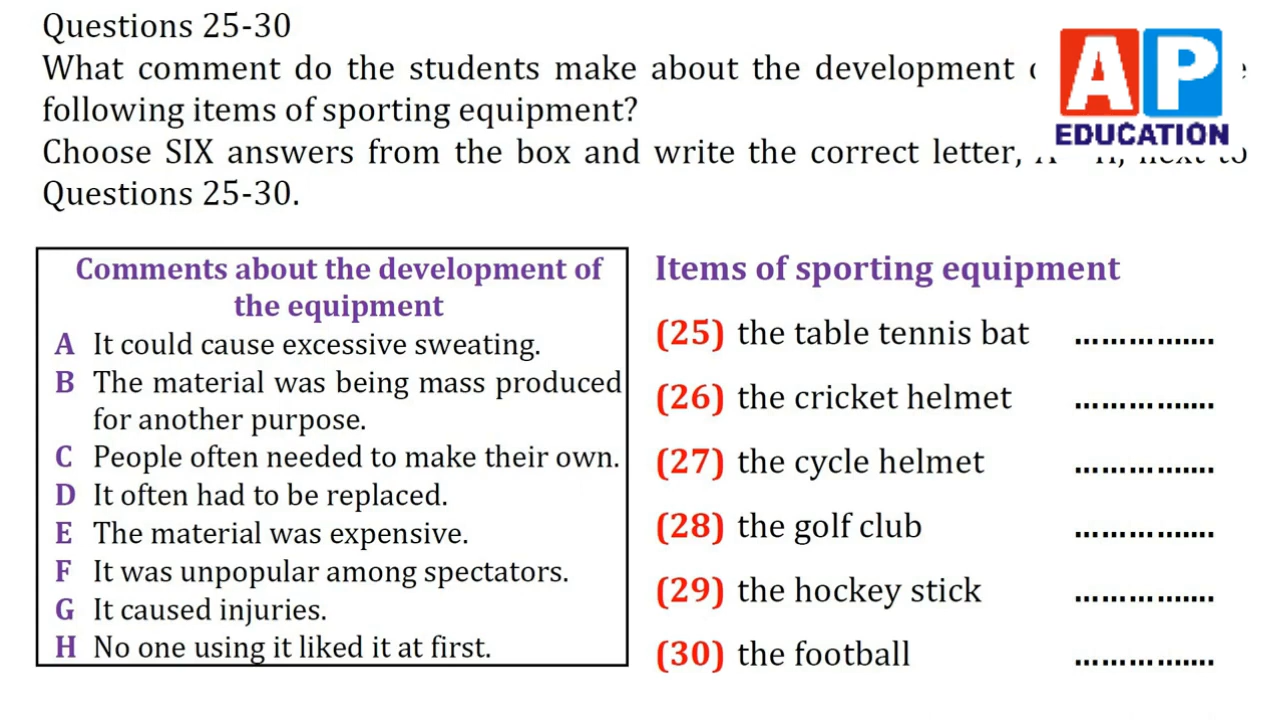 Questions 25-30
What comment do the students make about the development
following items of sporting equipment?
Choose SIX answers from the box and write the correct letter,
Questions 25-30.
AP
EDUCATION
Comments about the development of
the equipment
A It could cause excessive sweating.
B The material was being mass produced
for another purpose.
C People often needed to make their own.
D It often had to be replaced.
E The material was expensive.
F It was unpopular among spectators.
G It caused injuries.
H No one using it liked it at first.
Items of sporting equipment
(25) the table tennis bat ................
(26) the cricket helmet ................
(27) the cycle helmet ................
(28) the golf club ................
(29) the hockey stick ................
(30) the football ................